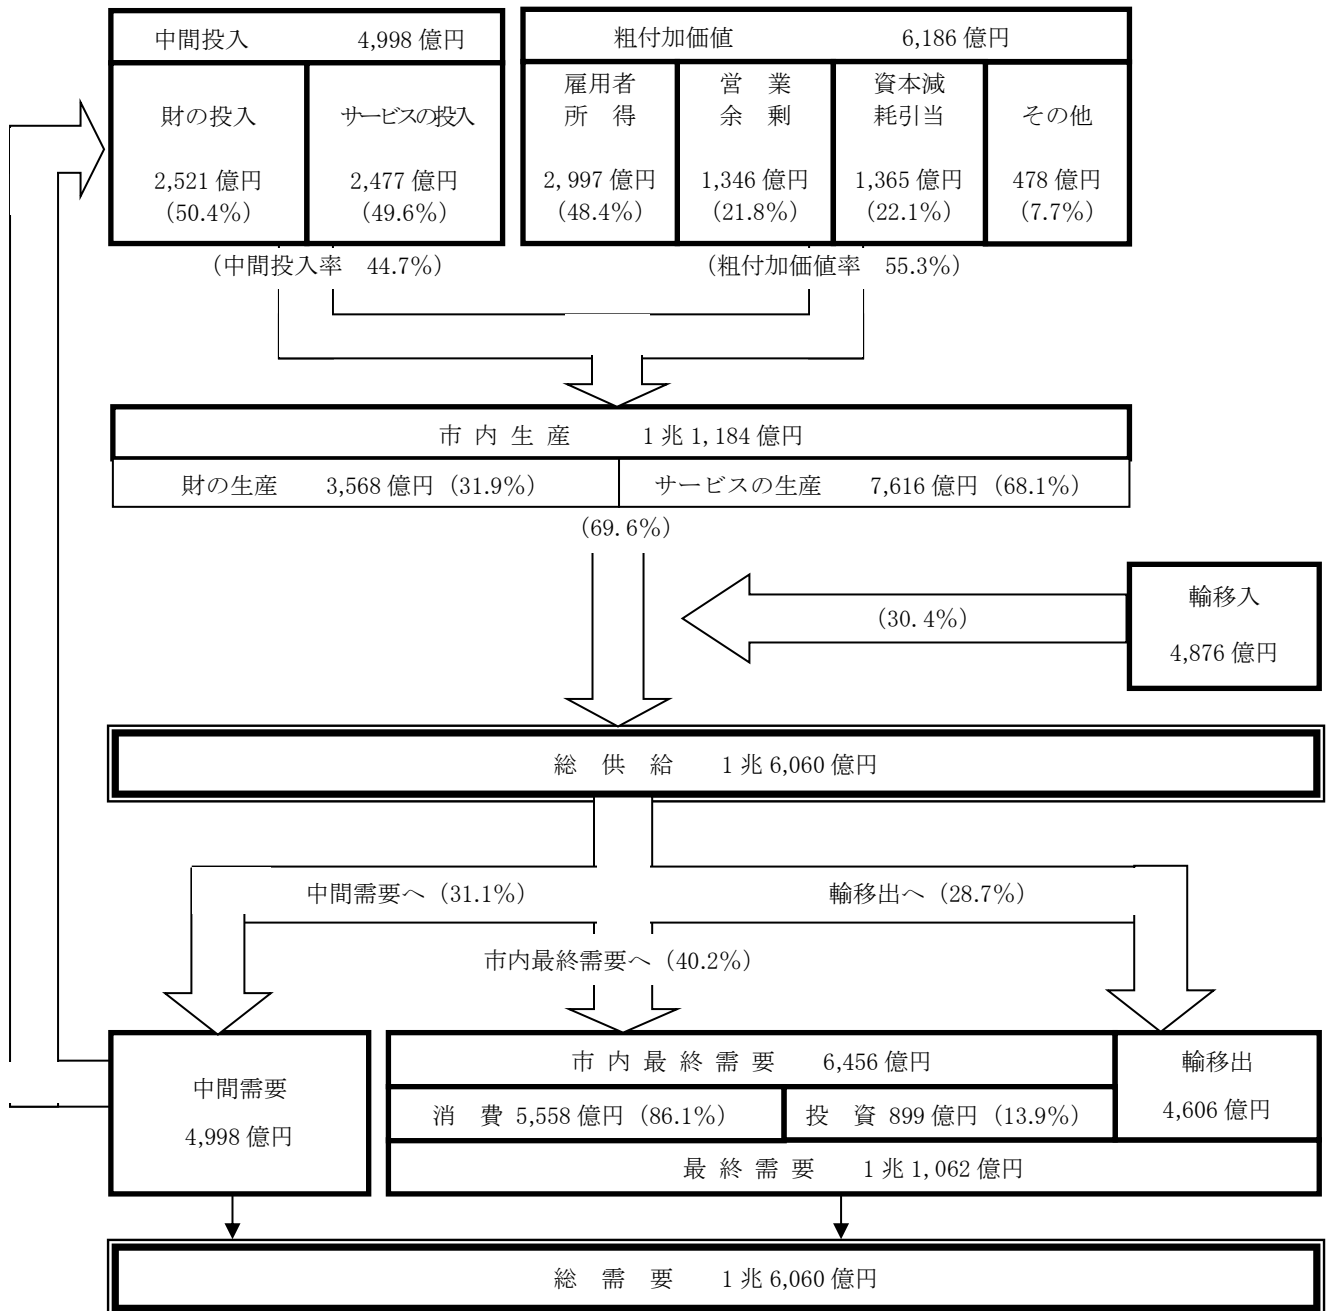 中間投入 4,998 億円
粗付加価値 6,186 億円
財の投入
2,521 億円
(50.4%)
サービスの投入
2,477 億円
(49.6%)
雇用者
所 得
2,997 億円
(48.4%)
営 業
余 剰
1,346 億円
(21.8%)
資本減
耗引当
1,365 億円
(22.1%)
その他
478 億円
(7.7%)
(中間投入率 44.7%)
(粗付加価値率 55.3%)
市 内 生 産 1 兆 1,184 億円
財の生産 3,568 億円 (31.9%)
サービスの生産 7,616 億円 (68.1%)
(69.6%)
輸移入
4,876 億円
(30.4%)
総 供 給 1 兆 6,060 億円
中間需要へ (31.1%)
輸移出へ (28.7%)
市内最終需要へ (40.2%)
中間需要
4,998 億円
市 内 最 終 需 要 6,456 億円
消 費 5,558 億円 (86.1%)
投 資 899 億円 (13.9%)
輸移出
4,606 億円
最 終 需 要 1 兆 1,062 億円
総 需 要 1 兆 6,060 億円